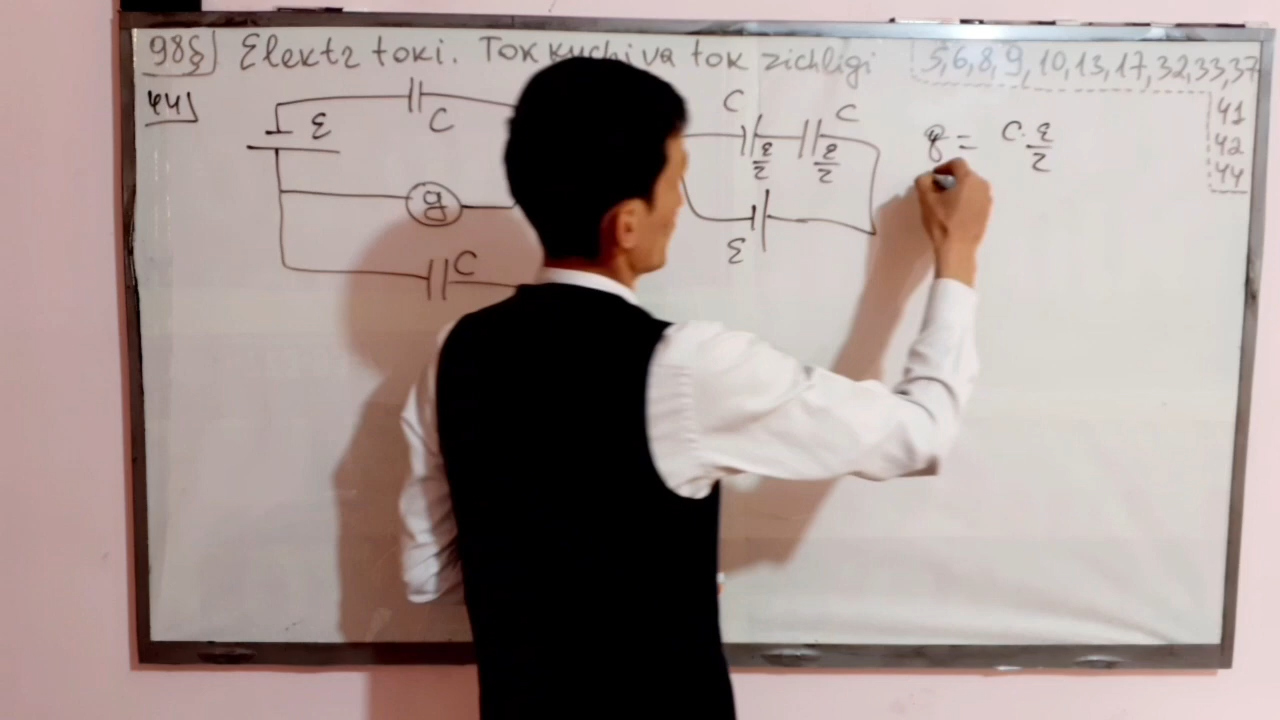 98§ Elektr toki. Tok kuchi va tok zichligi
5,6,8,9,10,13,17,32,33,37
41
42
44
44
ε
C
g
C
C
C
ε/2
ε/2
ε
q = C·ε/2